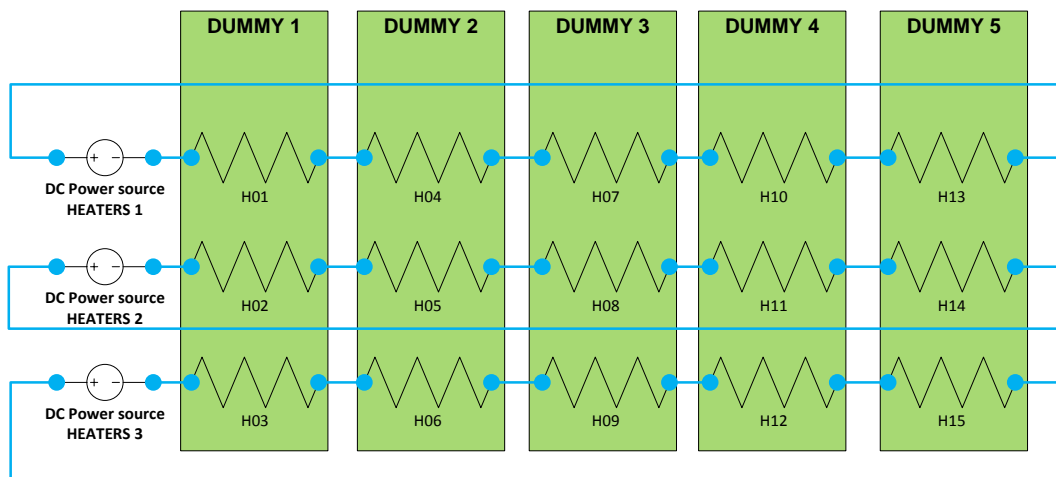 DUMMY 1 DUMMY 2 DUMMY 3 DUMMY 4 DUMMY 5
+ −
DC Power source
HEATERS 1
H01 H04 H07 H10 H13
+ −
DC Power source
HEATERS 2
H02 H05 H08 H11 H14
+ −
DC Power source
HEATERS 3
H03 H06 H09 H12 H15